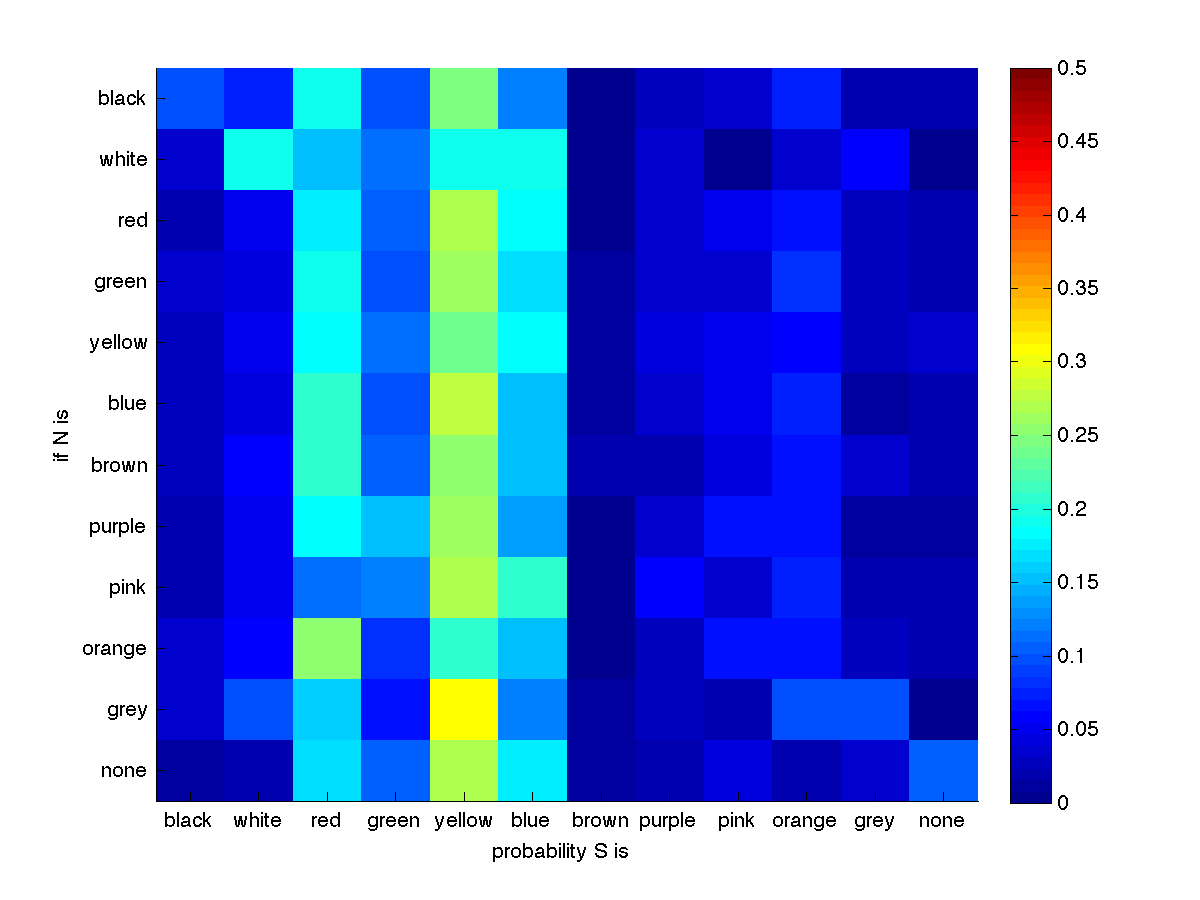 black
white
red
green
yellow
blue
brown
purple
pink
orange
grey
none
if N is
black white red green yellow blue brown purple pink orange grey none
probability S is
0.5
0.45
0.4
0.35
0.3
0.25
0.2
0.15
0.1
0.05
0